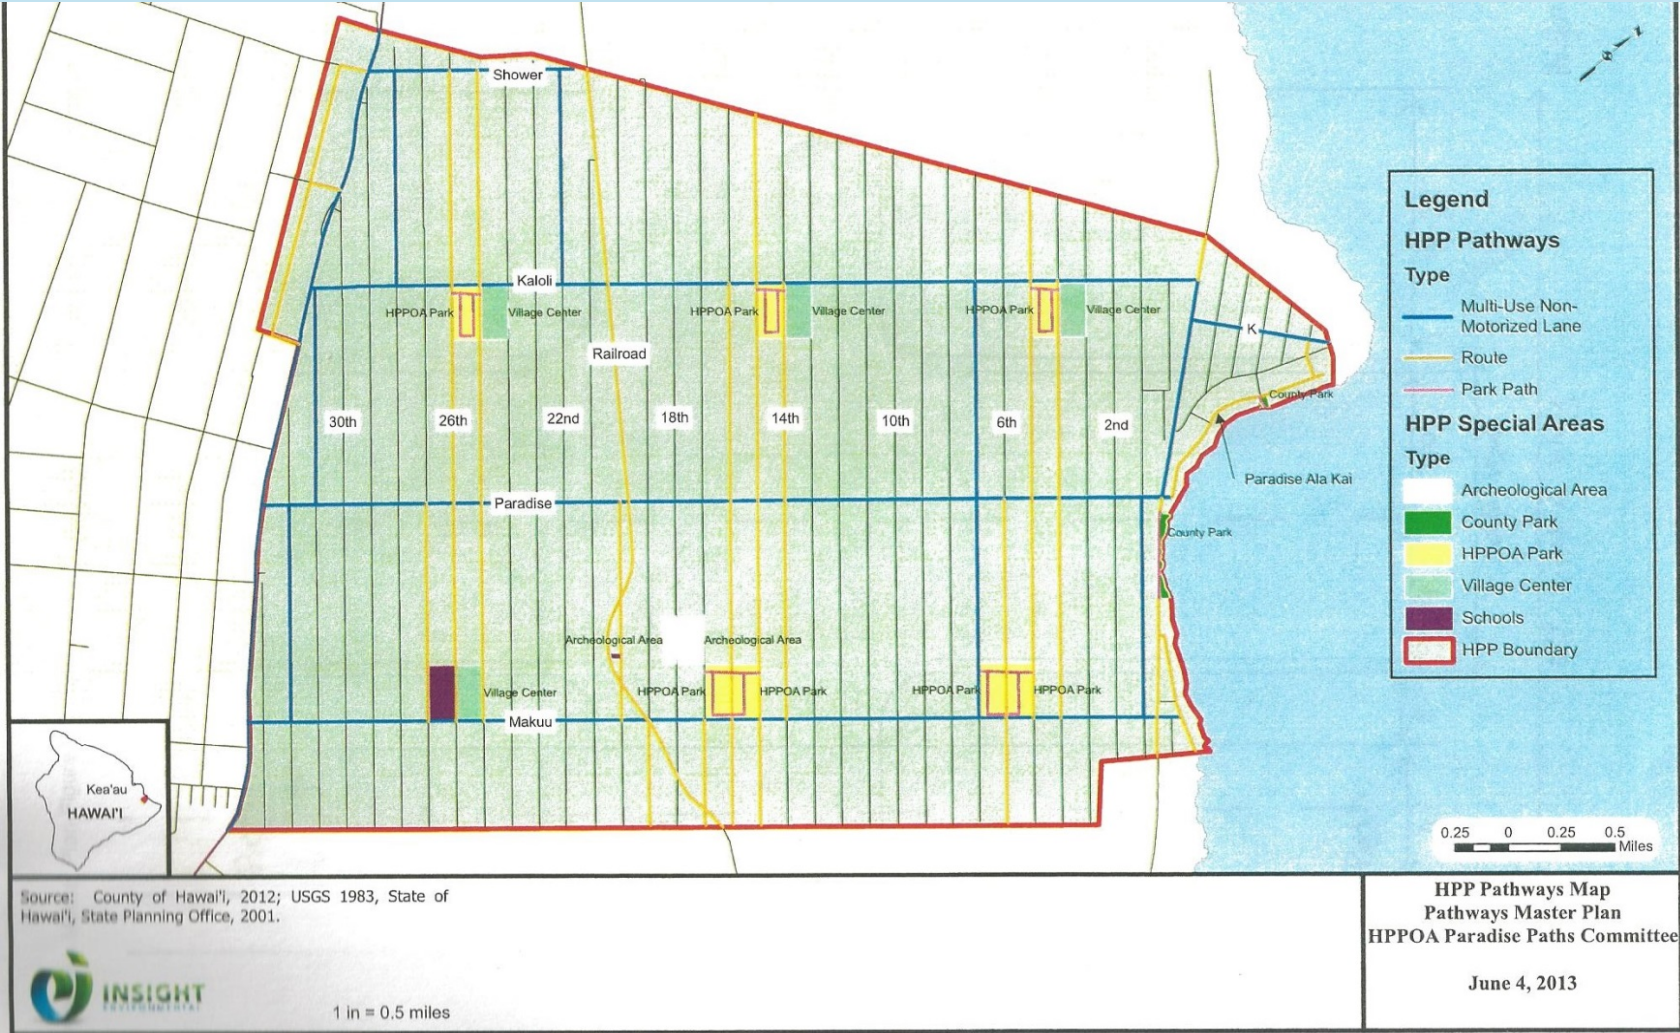 Shower
Kaloli
HPPOA Park
Village Center
HPPOA Park
Village Center
HPPOA Park
Village Center
K
Railroad
County Park
30th
26th
22nd
18th
14th
10th
6th
2nd
Paradise Ala Kai
Paradise
County Park
Archeological Area
Archeological Area
Village Center
HPPOA Park
HPPOA Park
HPPOA Park
HPPOA Park
Makuu
Legend
HPP Pathways
Type
Multi-Use Non-
Motorized Lane
Route
Park Path
HPP Special Areas
Type
Archeological Area
County Park
HPPOA Park
Village Center
Schools
HPP Boundary
Kea'au
HAWAI'I
0.25 0 0.25 0.5
Miles
Source: County of Hawai'i, 2012; USGS 1983, State of
Hawai'i, State Planning Office, 2001.
INSIGHT
ENVIRONMENTAL
1 in = 0.5 miles
HPP Pathways Map
Pathways Master Plan
HPPOA Paradise Paths Committee
June 4, 2013